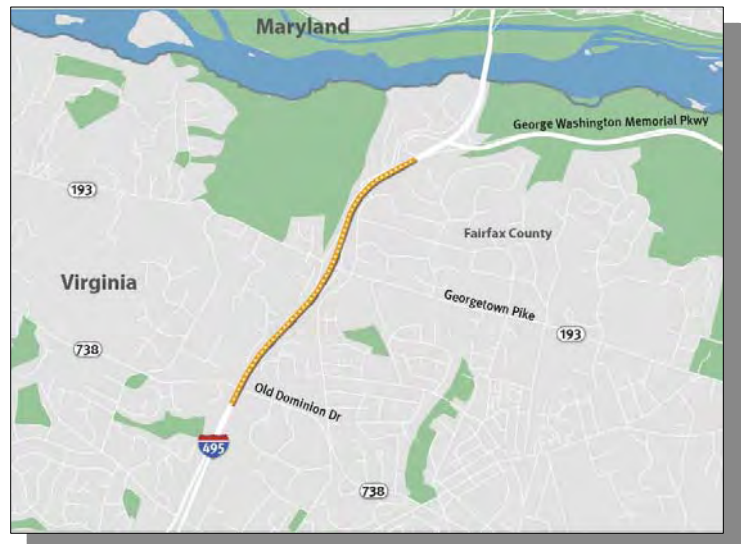 Maryland
George Washington Memorial Pkwy
193
Fairfax County
Virginia
Georgetown Pike
193
738
Old Dominion Dr
495
738